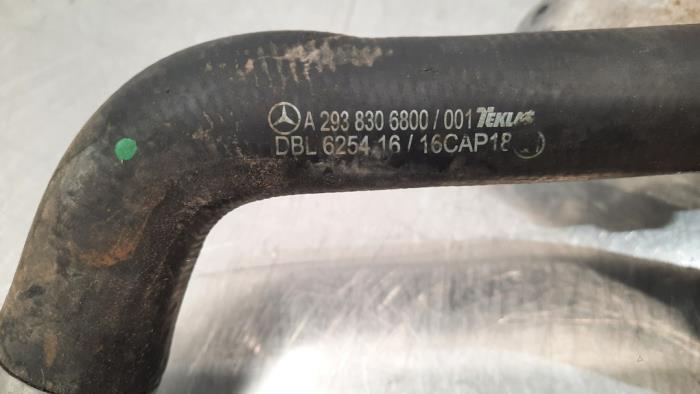 A 293 830 6800 / 001 TEKLAS
DBL 6254 16 / 16CAP18